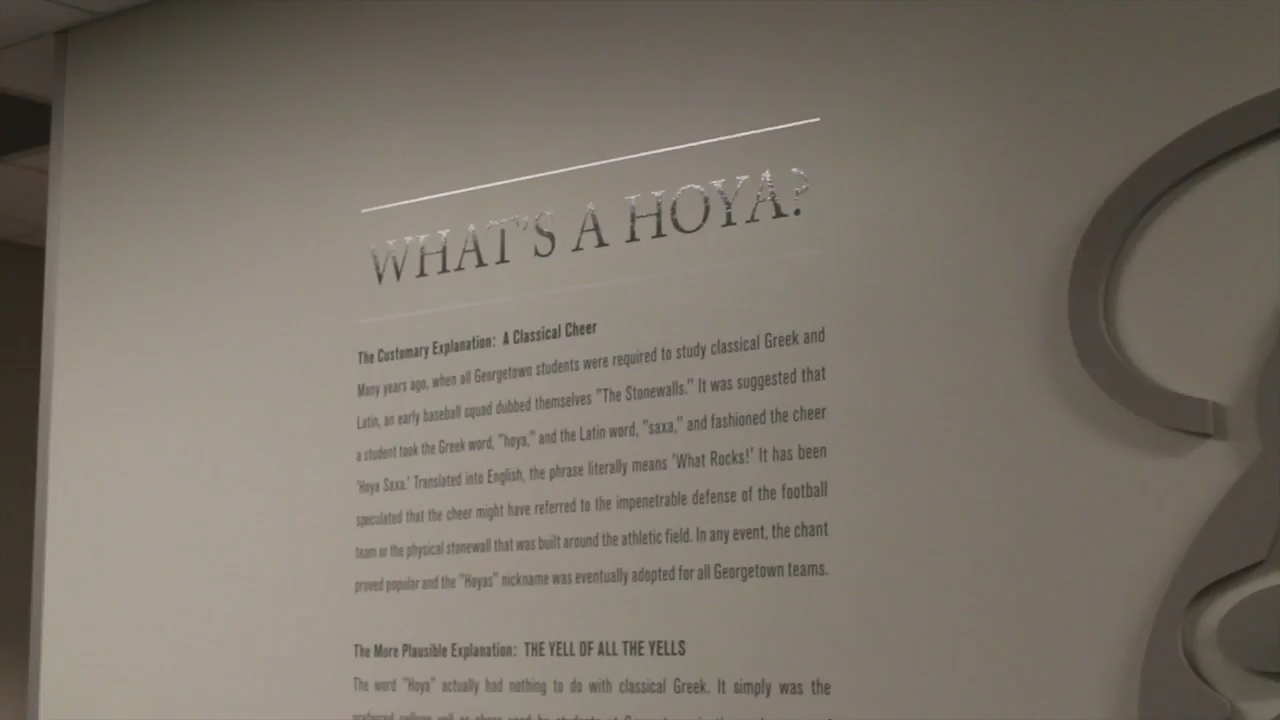 WHAT'S A HOYA?
The Customary Explanation: A Classical Cheer
Many years ago, when all Georgetown students were required to study classical Greek and
Latin, an early baseball squad dubbed themselves "The Stonewalls." It was suggested that
a student took the Greek word, "hoya," and the Latin word, "saxa," and fashioned the cheer
'Hoya Saxa.' Translated into English, the phrase literally means 'What Rocks!' It has been
speculated that the cheer might have referred to the impenetrable defense of the football
team or the physical stonewall that was built around the athletic field. In any event, the chant
proved popular and the "Hoyas" nickname was eventually adopted for all Georgetown teams.
The More Plausible Explanation: THE YELL OF ALL THE YELLS
The word "Hoya" actually had nothing to do with classical Greek. It simply was the